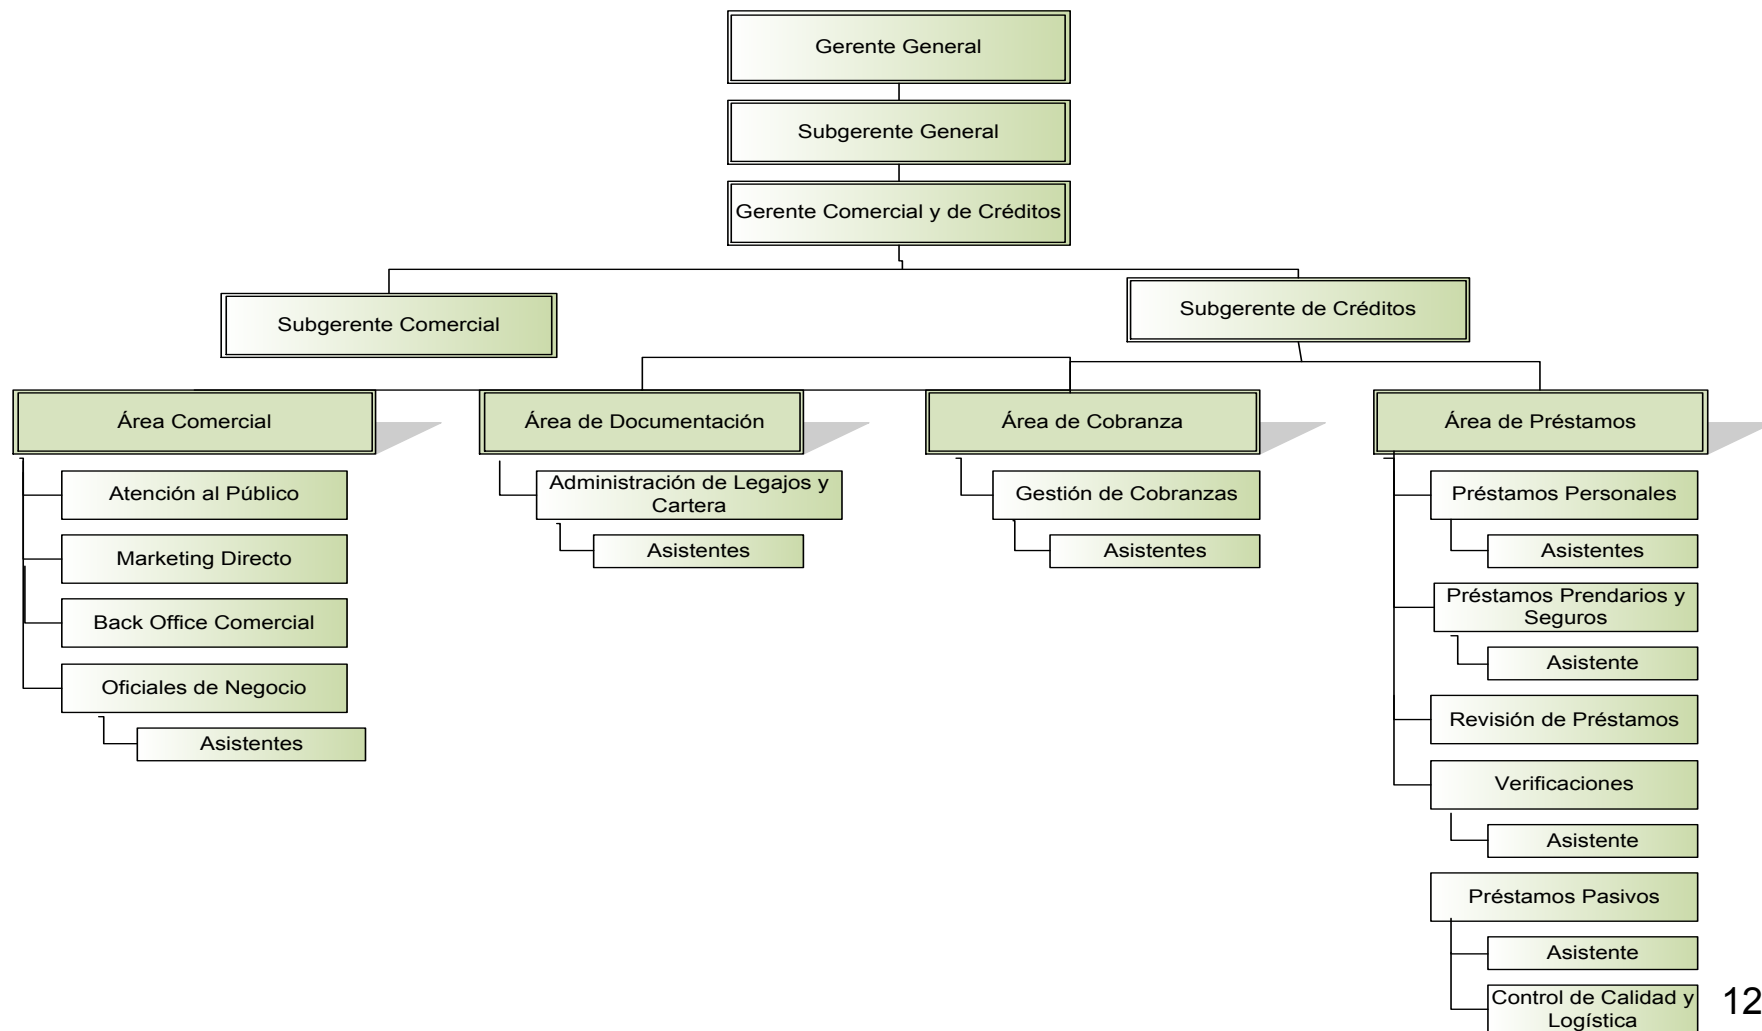 Gerente General
Subgerente General
Gerente Comercial y de Créditos
Subgerente Comercial
Subgerente de Créditos
Área Comercial
Atención al Público
Marketing Directo
Back Office Comercial
Oficiales de Negocio
Asistentes
Área de Documentación
Administración de Legajos y
Cartera
Asistentes
Área de Cobranza
Gestión de Cobranzas
Asistentes
Área de Préstamos
Préstamos Personales
Asistentes
Préstamos Prendarios y
Seguros
Asistente
Revisión de Préstamos
Verificaciones
Asistente
Préstamos Pasivos
Asistente
Control de Calidad y
Logística
12